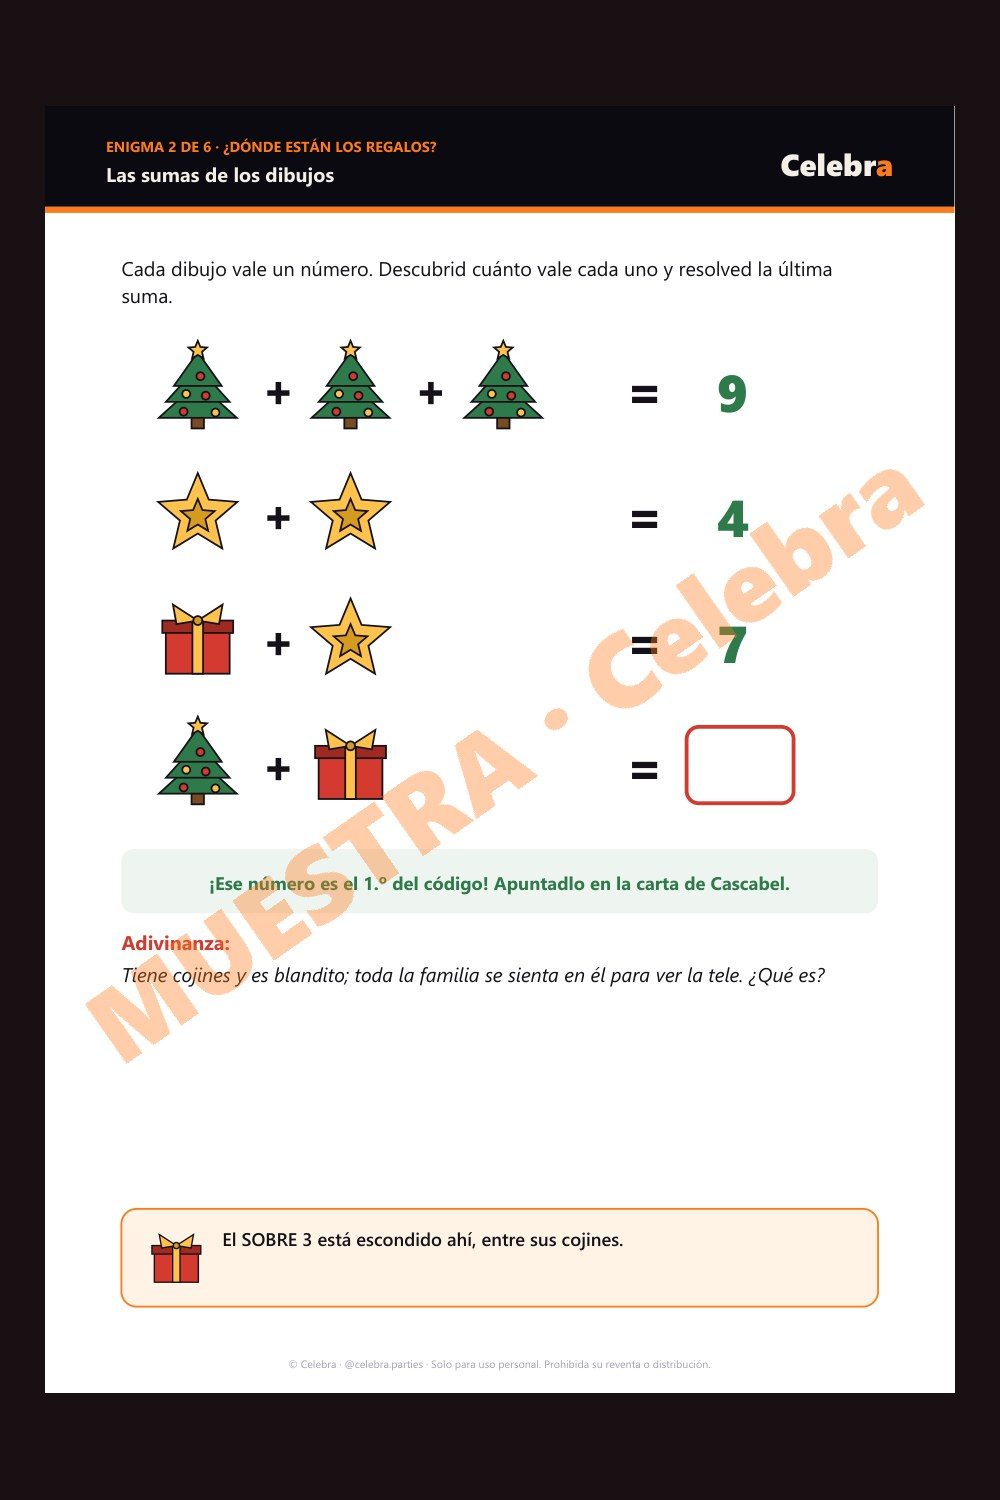 ENIGMA 2 DE 6 · ¿DÓNDE ESTÁN LOS REGALOS?
Las sumas de los dibujos
Celebra
Cada dibujo vale un número. Descubrid cuánto vale cada uno y resolved la última
suma.
+ + = 9
+ = 4
+ = 7
+ =
¡Ese número es el 1.º del código! Apuntadlo en la carta de Cascabel.
Adivinanza:
Tiene cojines y es blandito; toda la familia se sienta en él para ver la tele. ¿Qué es?
MUESTRA · Celebra
El SOBRE 3 está escondido ahí, entre sus cojines.
© Celebra · @celebra.parties · Solo para uso personal. Prohibida su reventa o distribución.